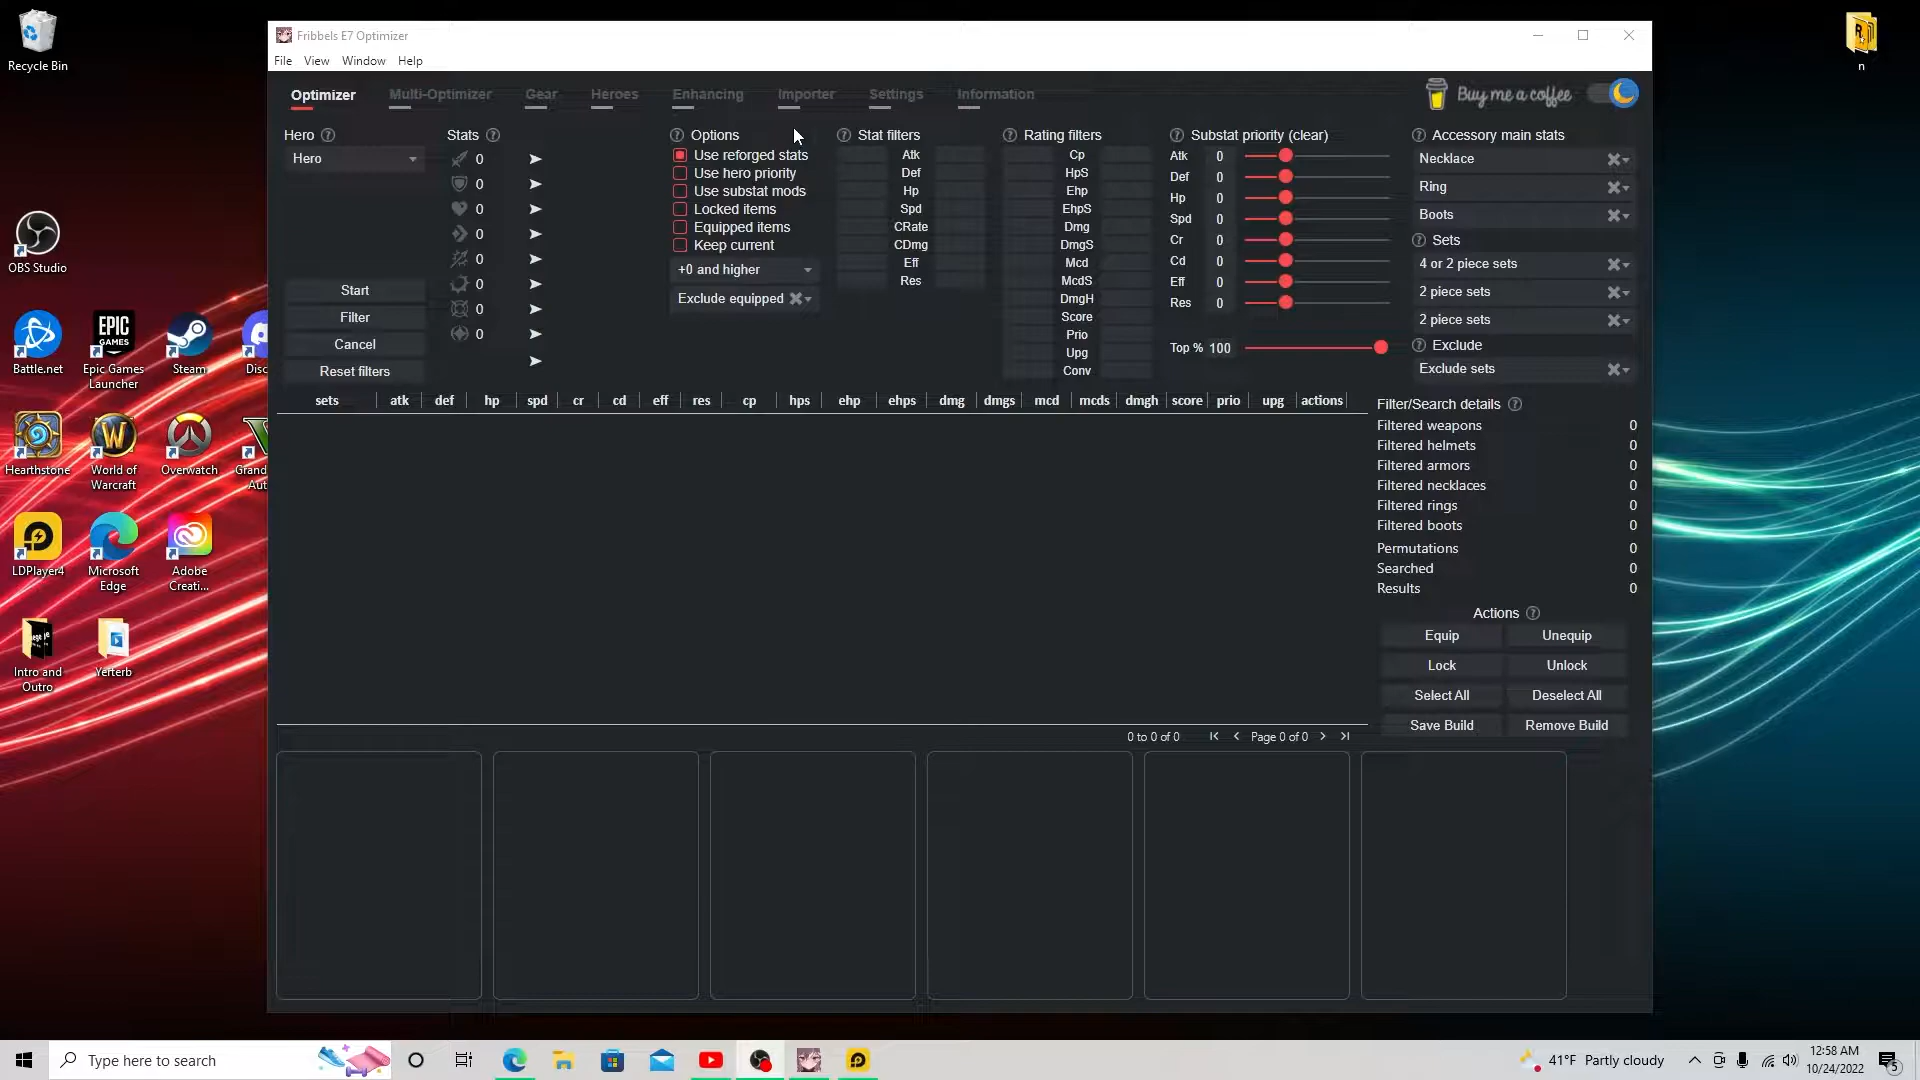 Recycle Bin
OBS Studio
Battle.net
Epic Games
Launcher
Steam
Disc
Hearthstone
World of
Warcraft
Overwatch
Grand
Aut
LDPlayer4
Microsoft
Edge
Adobe
Creati...
Intro and
Outro
Yerterb
n
Fribbels E7 Optimizer
File View Window Help
Optimizer Multi-Optimizer Gear Heroes Enhancing Importer Settings Information
Buy me a coffee
Hero
Hero
Start
Filter
Cancel
Reset filters
Stats
0
0
0
0
0
0
0
0
Options
Use reforged stats
Use hero priority
Use substat mods
Locked items
Equipped items
Keep current
+0 and higher
Exclude equipped
Stat filters
Atk
Def
Hp
Spd
CRate
CDmg
Eff
Res
Rating filters
Cp
HpS
Ehp
EhpS
Dmg
DmgS
Mcd
McdS
DmgH
Score
Prio
Upg
Conv
Substat priority (clear)
Atk 0
Def 0
Hp 0
Spd 0
Cr 0
Cd 0
Eff 0
Res 0
Top % 100
Accessory main stats
Necklace
Ring
Boots
Sets
4 or 2 piece sets
2 piece sets
2 piece sets
Exclude
Exclude sets
sets atk def hp spd cr cd eff res cp hps ehp ehps dmg dmgs mcd mcds dmgh score prio upg actions
0 to 0 of 0 Page 0 of 0
Filter/Search details
Filtered weapons 0
Filtered helmets 0
Filtered armors 0
Filtered necklaces 0
Filtered rings 0
Filtered boots 0
Permutations 0
Searched 0
Results 0
Actions
Equip Unequip
Lock Unlock
Select All Deselect All
Save Build Remove Build
Type here to search
41°F Partly cloudy
12:58 AM
10/24/2022
5